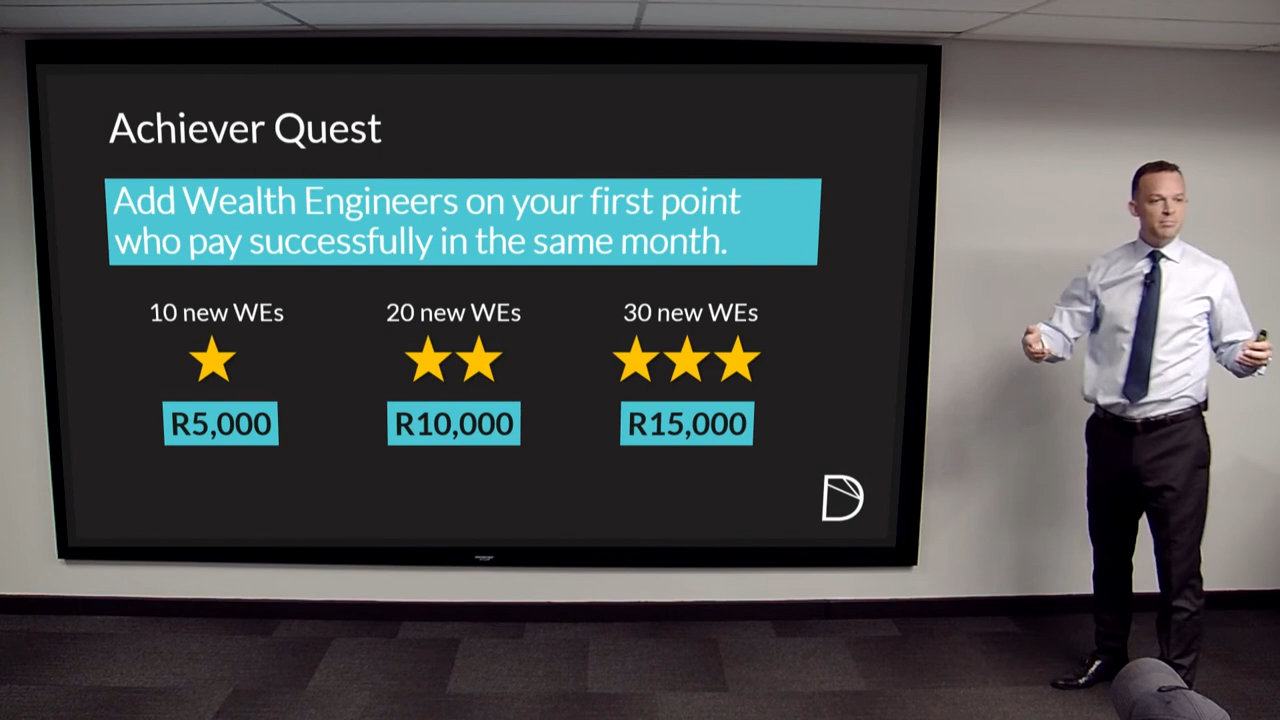 Achiever Quest
Add Wealth Engineers on your first point
who pay successfully in the same month.
10 new WEs
20 new WEs
30 new WEs
R5,000
R10,000
R15,000